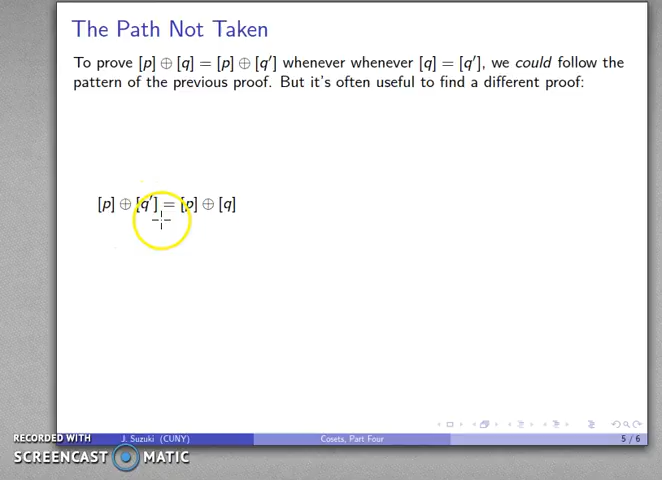 The Path Not Taken
To prove [p] ⊕ [q] = [p] ⊕ [q′] whenever whenever [q] = [q′], we could follow the
pattern of the previous proof. But it's often useful to find a different proof:
[p] ⊕ [q′] = [p] ⊕ [q]
J. Suzuki (CUNY)
Cosets, Part Four
5 / 6
RECORDED WITH
SCREENCAST MATIC